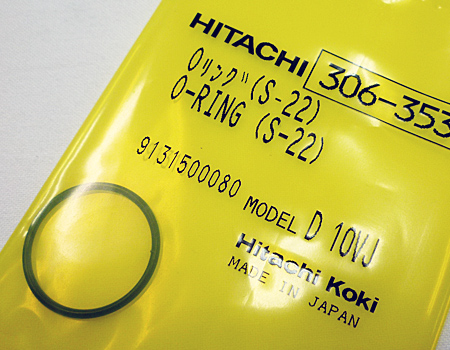 HITACHI 306-353
Oリング(S-22)
O-RING (S-22)
9131500080 MODEL D 10VJ
Hitachi Koki
MADE IN JAPAN